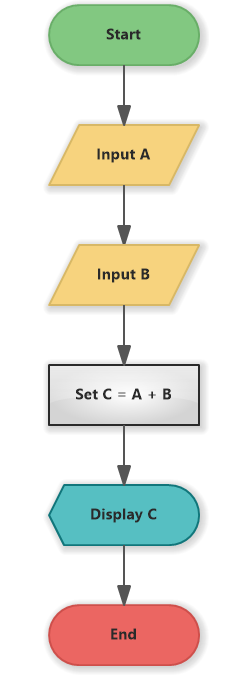 Start
Input A
Input B
Set C = A + B
Display C
End